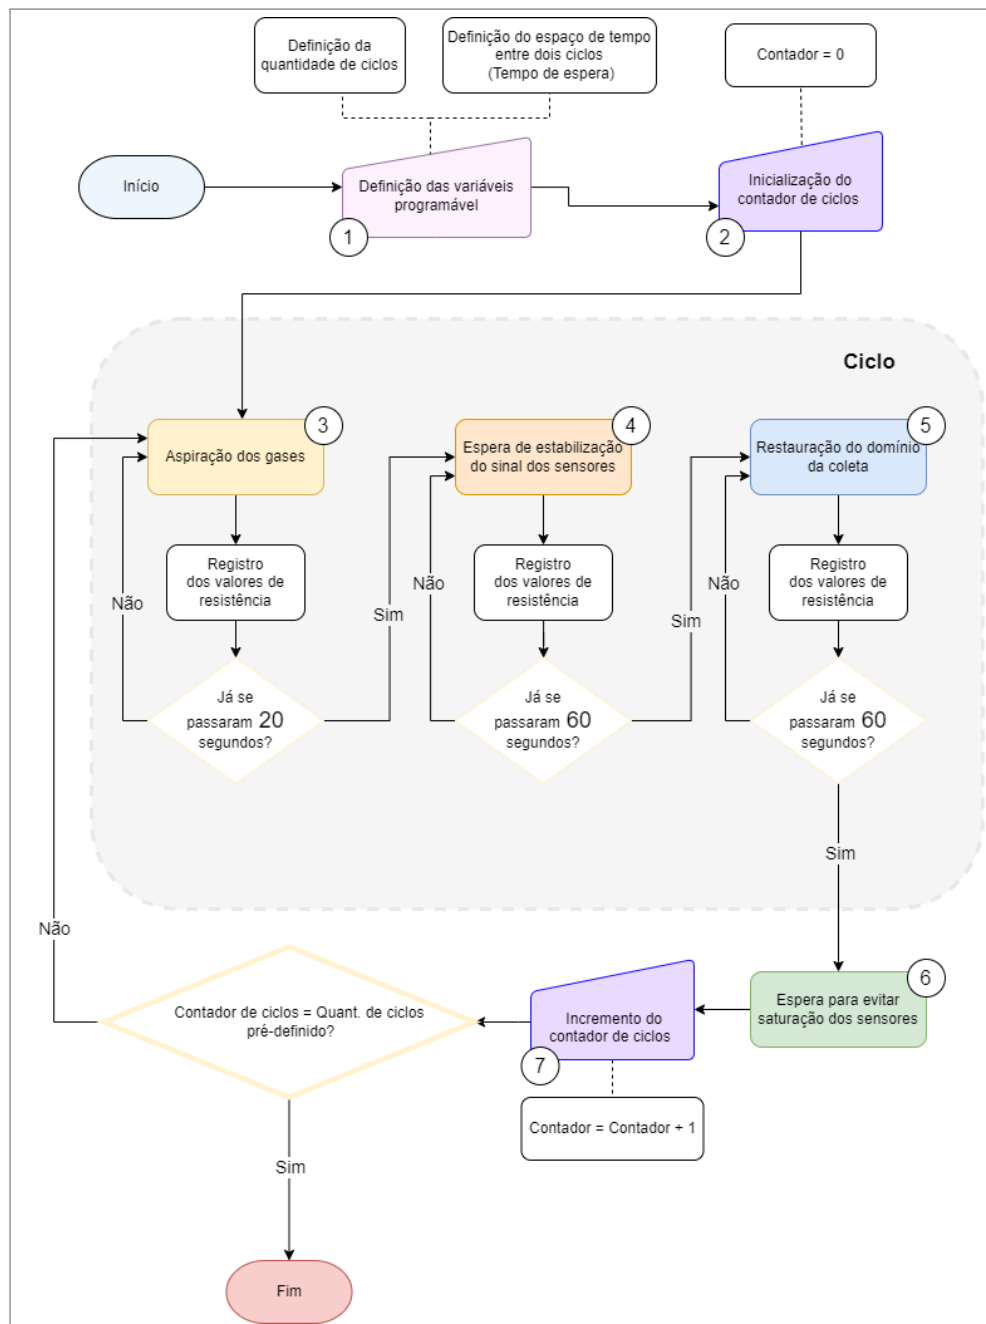 Definição da
quantidade de ciclos
Definição do espaço de tempo
entre dois ciclos
(Tempo de espera)
Contador = 0
Início
Definição das variáveis
programável
1
Inicialização do
contador de ciclos
2
Ciclo
3
Aspiração dos gases
4
Espera de estabilização
do sinal dos sensores
5
Restauração do domínio
da coleta
Registro
dos valores de
resistência
Registro
dos valores de
resistência
Registro
dos valores de
resistência
Não
Sim
Não
Sim
Não
Já se
passaram 20
segundos?
Já se
passaram 60
segundos?
Já se
passaram 60
segundos?
Sim
Não
6
Espera para evitar
saturação dos sensores
Incremento do
contador de ciclos
7
Contador de ciclos = Quant. de ciclos
pré-definido?
Contador = Contador + 1
Sim
Fim